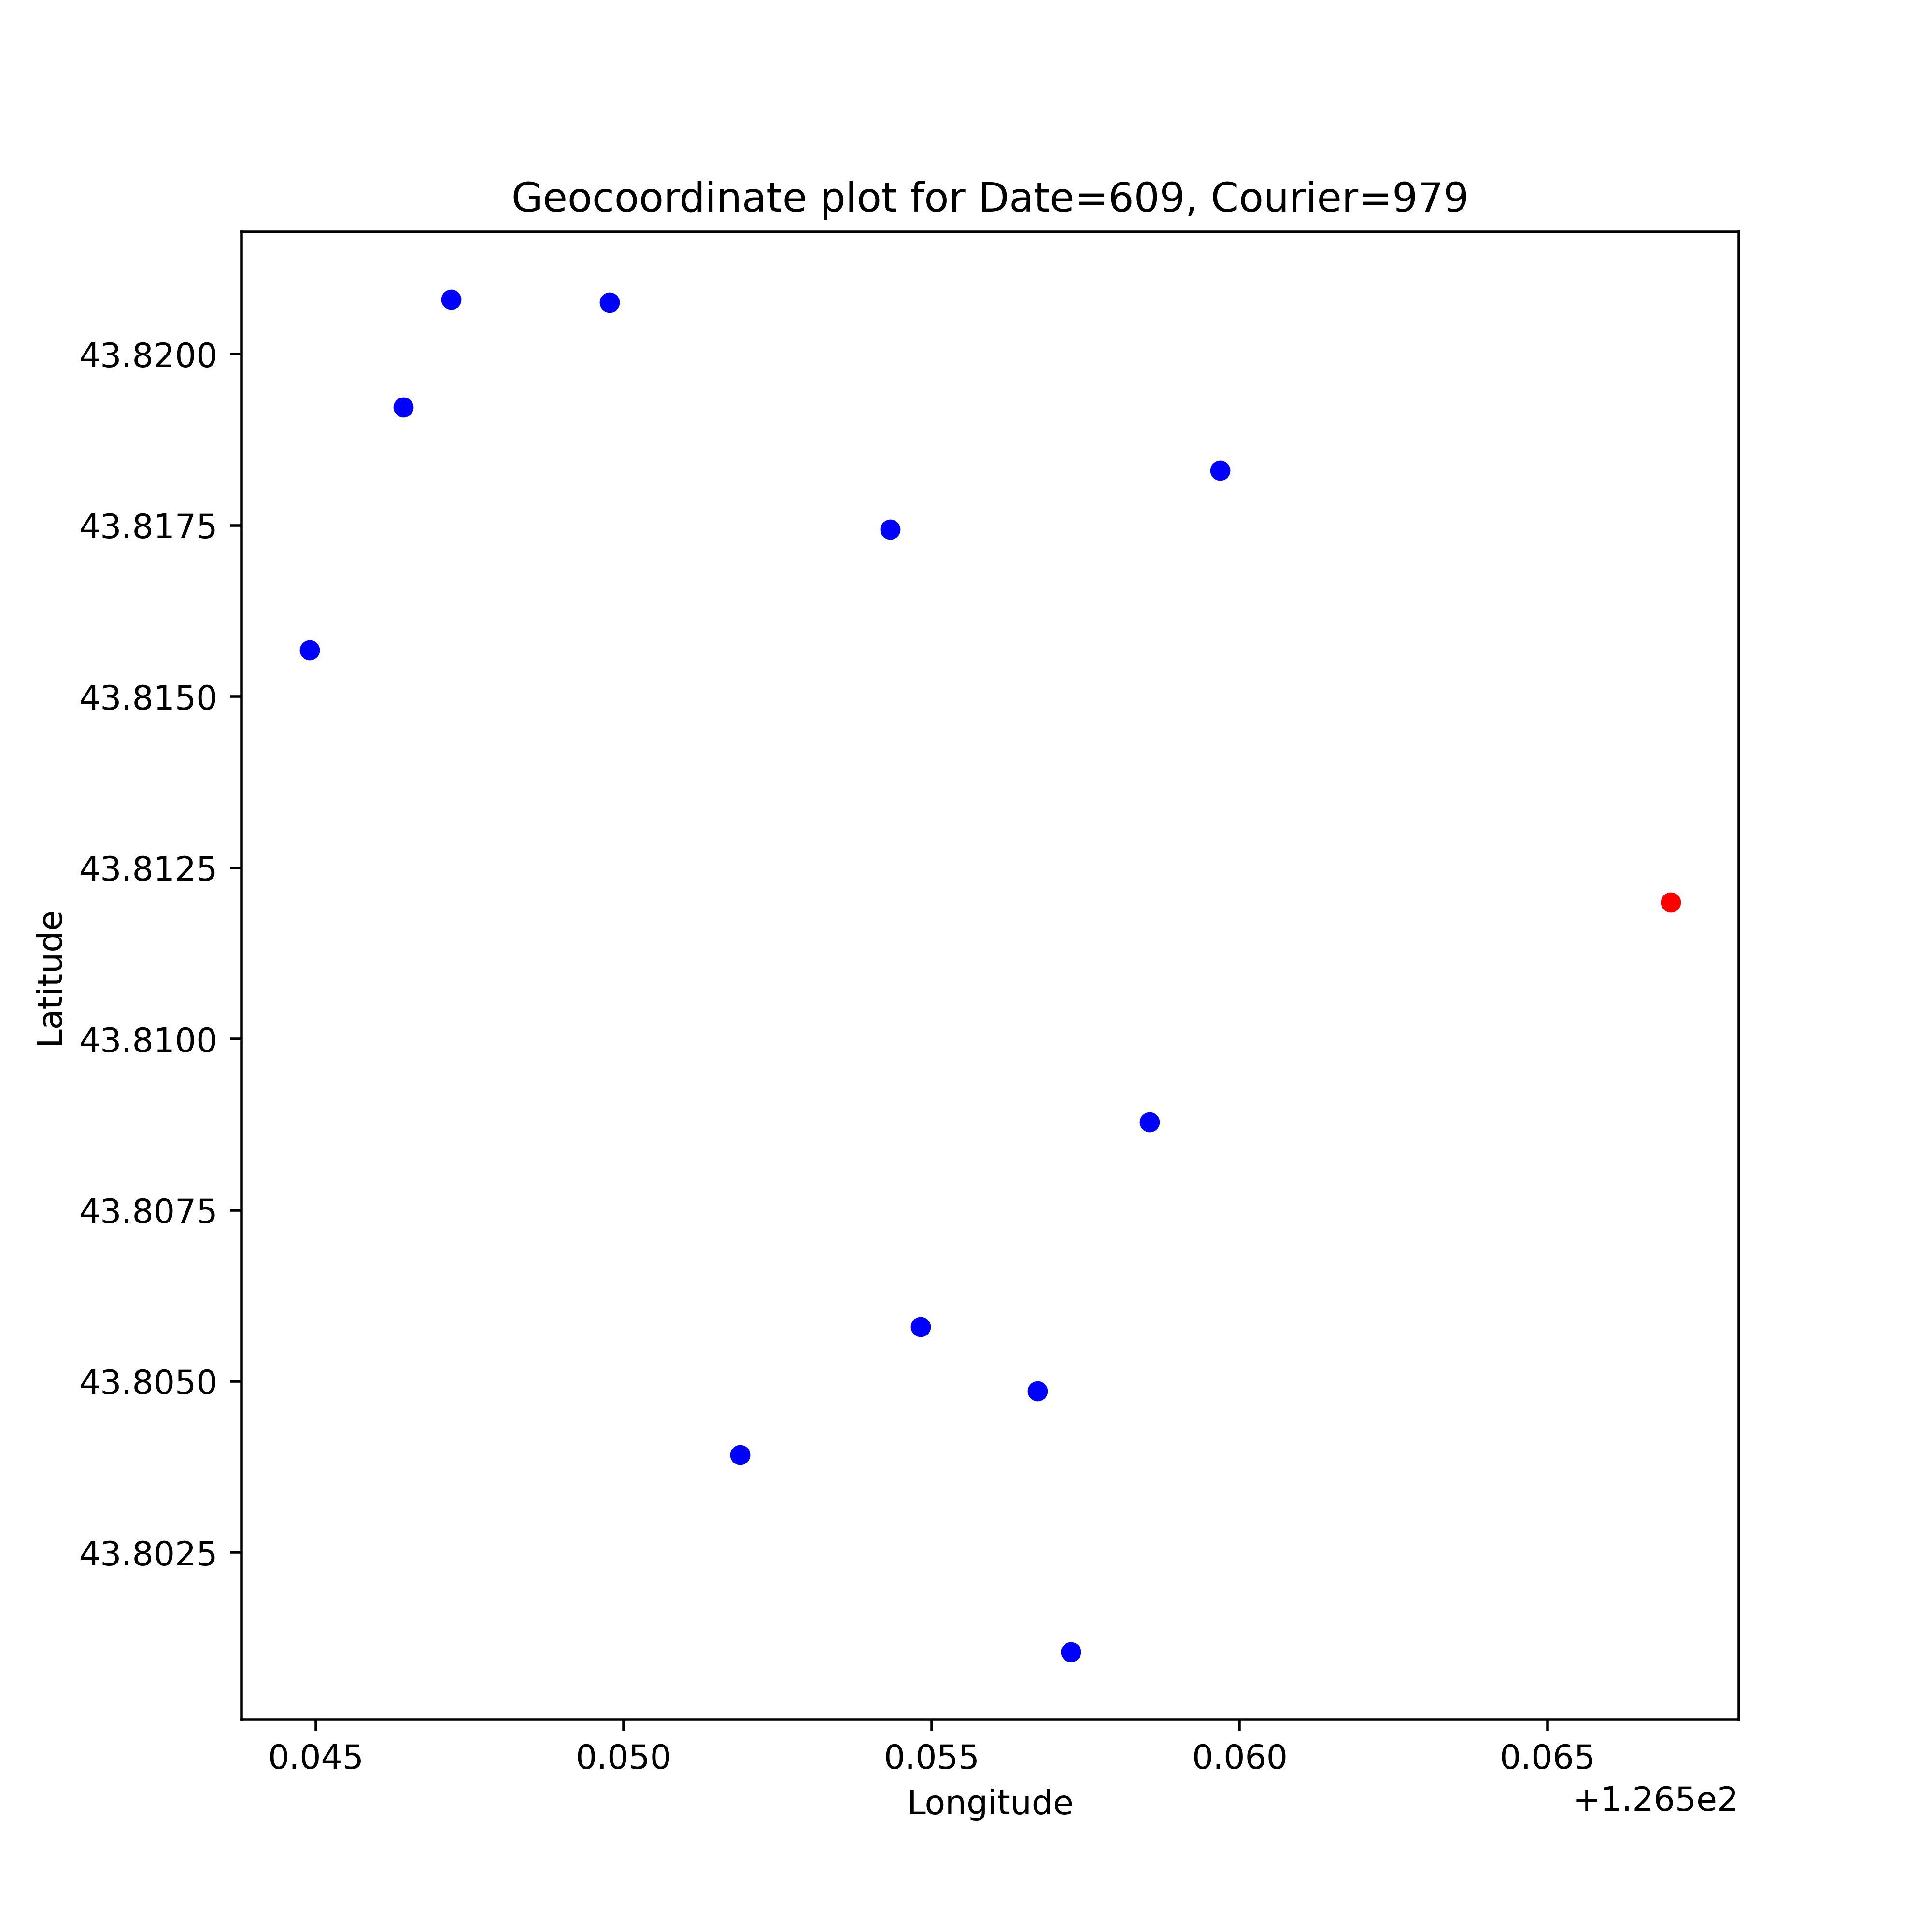 Geocoordinate plot for Date=609, Courier=979
43.8200
43.8175
43.8150
43.8125
43.8100
43.8075
43.8050
43.8025
Latitude
0.045 0.050 0.055 0.060 0.065
Longitude
+1.265e2